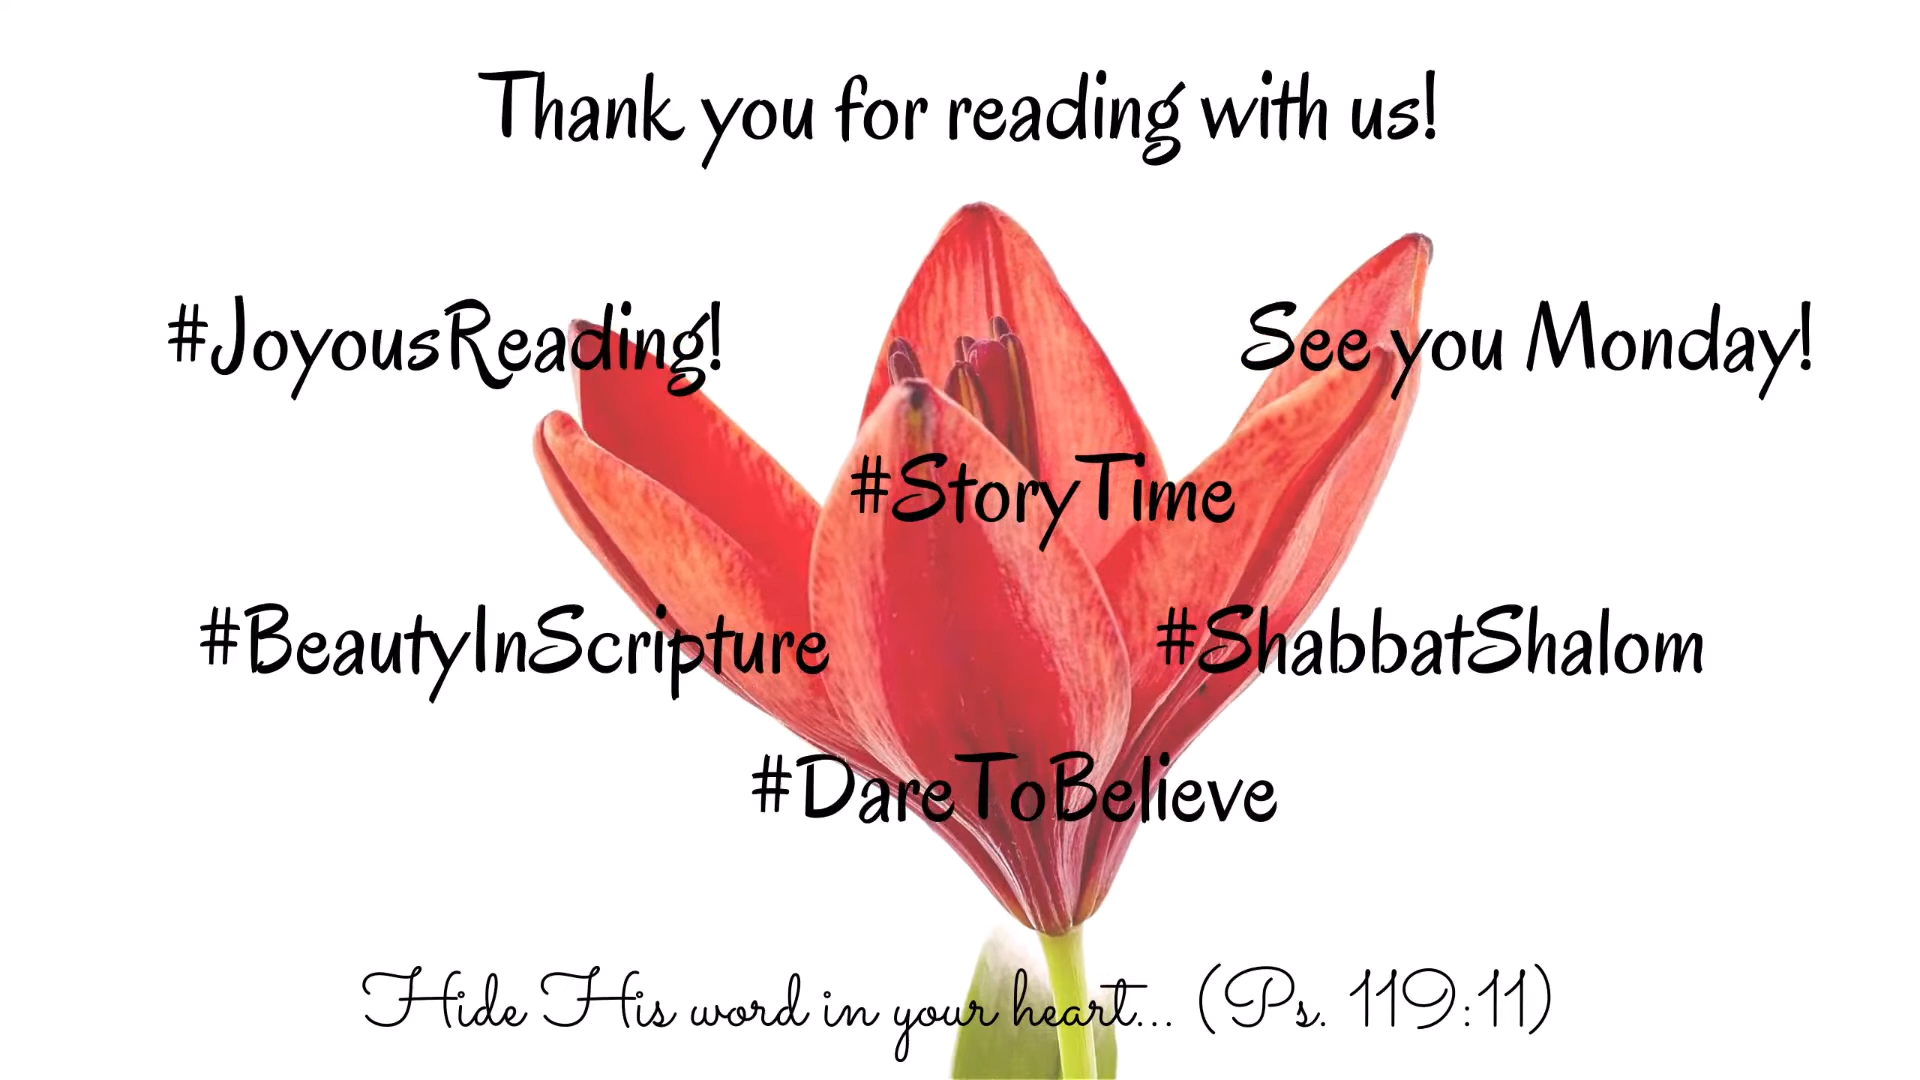 Thank you for reading with us!
#JoyousReading!
See you Monday!
#StoryTime
#BeautyInScripture
#ShabbatShalom
#DareToBelieve
Hide His word in your heart... (Ps. 119:11)